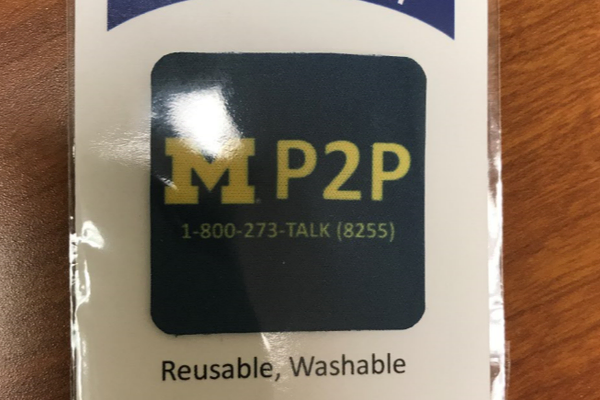 M P2P
1-800-273-TALK (8255)
Reusable, Washable